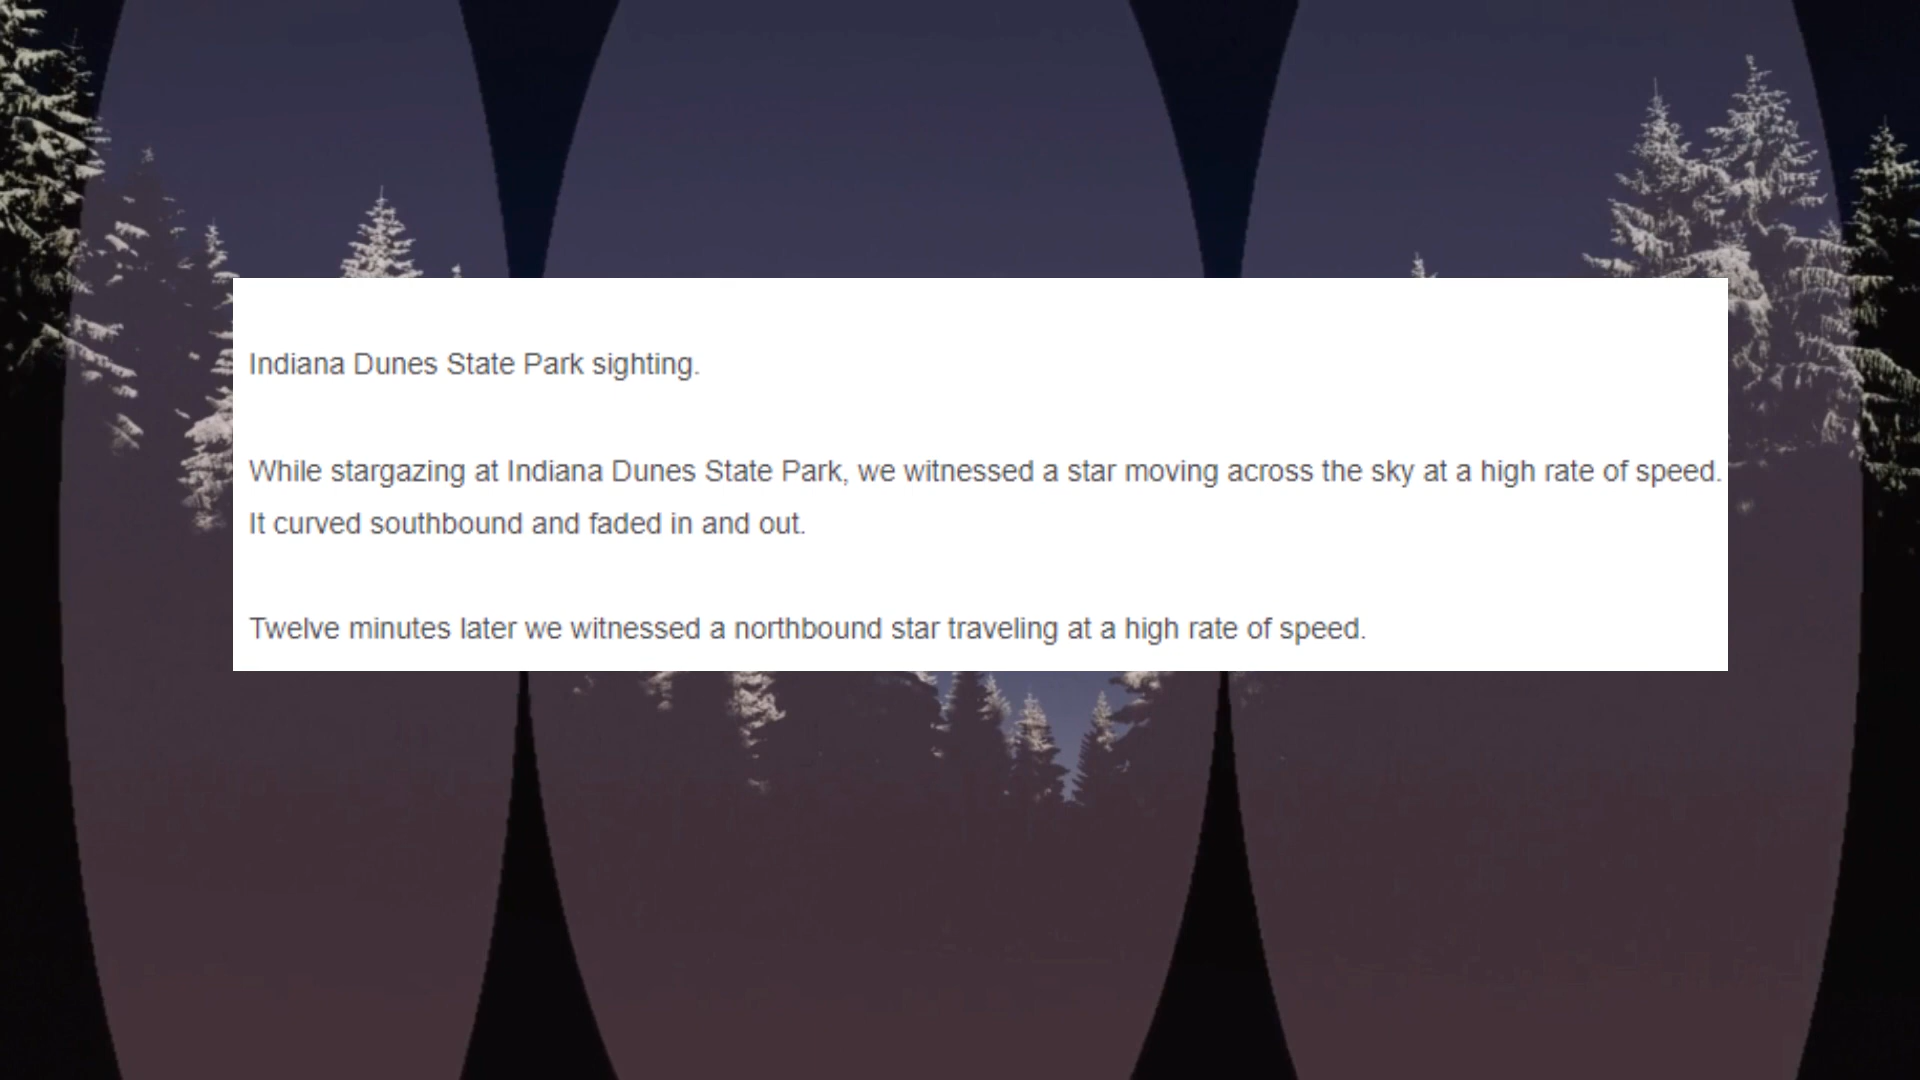 Indiana Dunes State Park sighting.
While stargazing at Indiana Dunes State Park, we witnessed a star moving across the sky at a high rate of speed.
It curved southbound and faded in and out.
Twelve minutes later we witnessed a northbound star traveling at a high rate of speed.